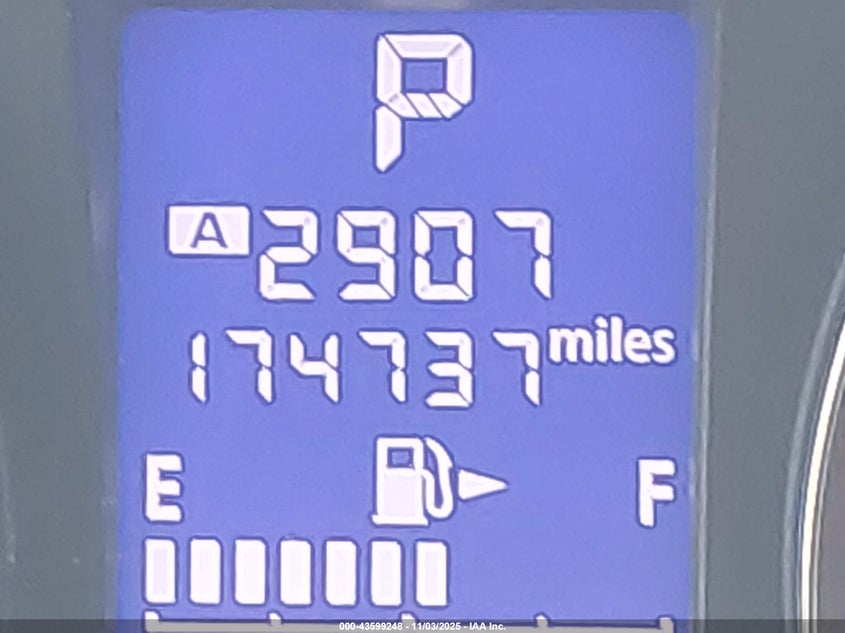 P
A 2907
174737 miles
E F
000-43599248 - 11/03/2025 - IAA Inc.